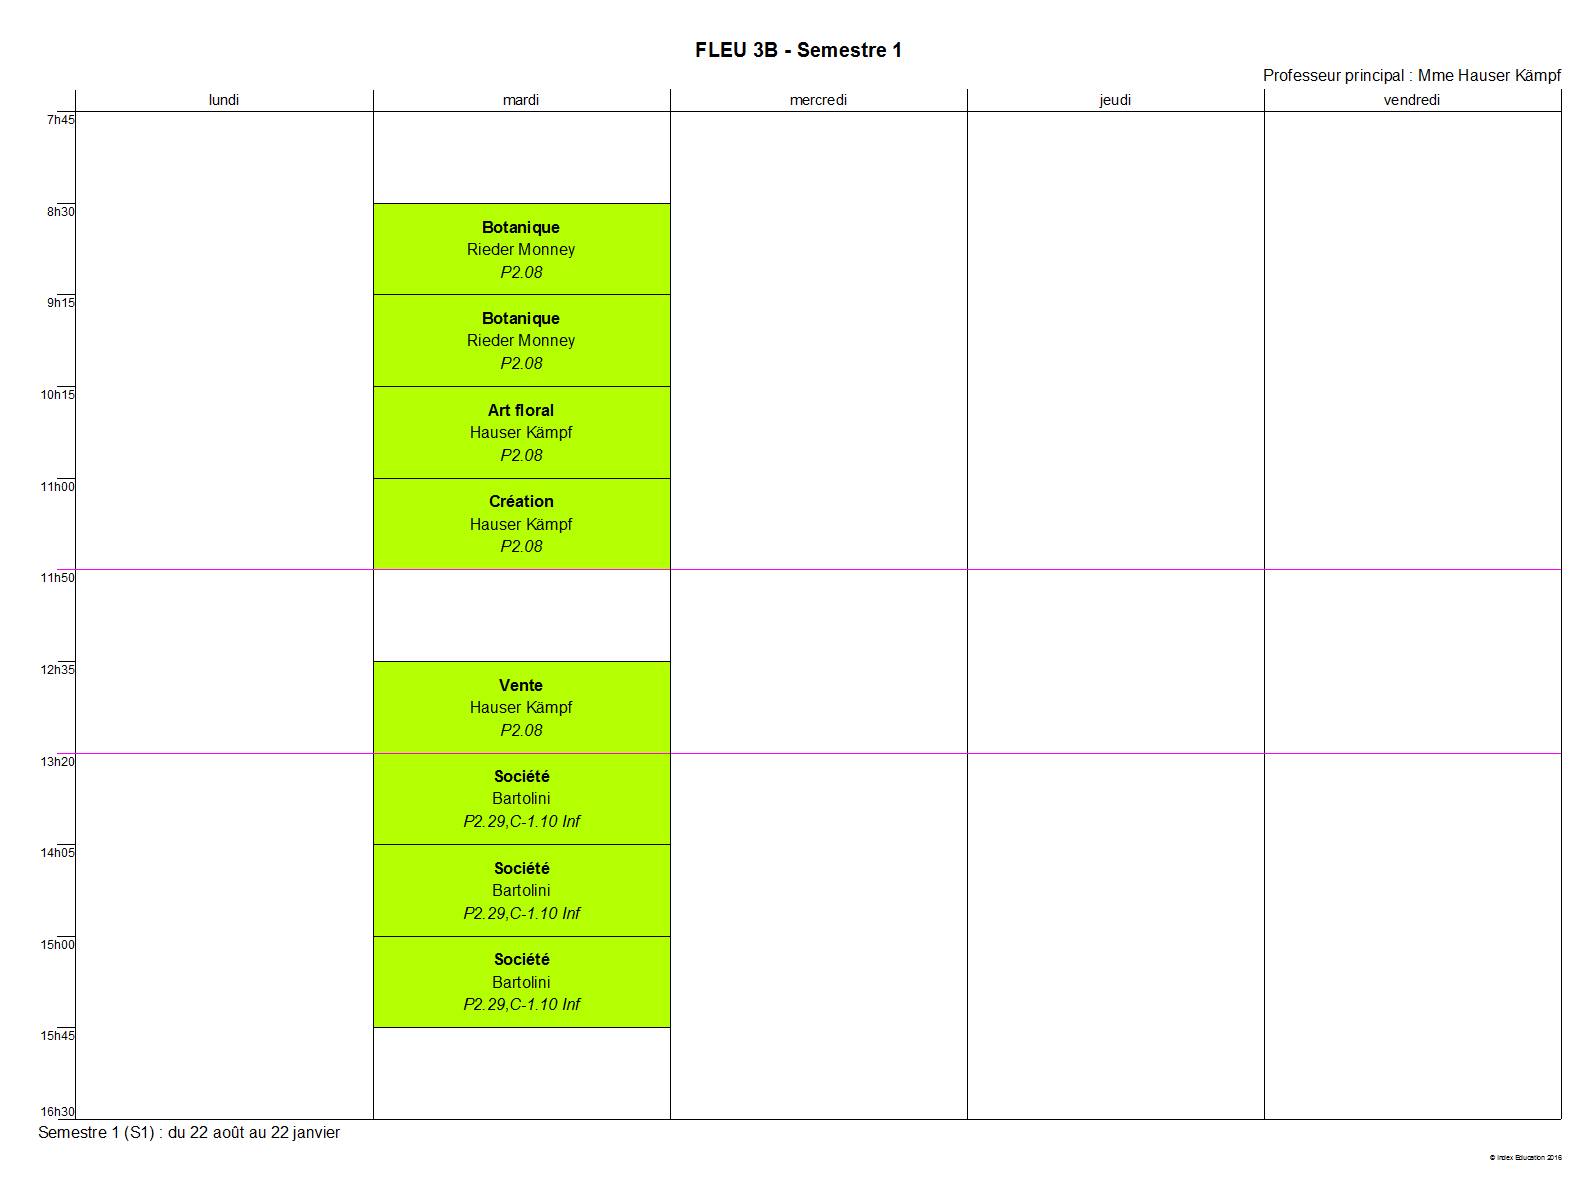 FLEU 3B - Semestre 1
Professeur principal : Mme Hauser Kämpf
lundi mardi mercredi jeudi vendredi
7h45
8h30
Botanique
Rieder Monney
P2.08
9h15
Botanique
Rieder Monney
P2.08
10h15
Art floral
Hauser Kämpf
P2.08
11h00
Création
Hauser Kämpf
P2.08
11h50
12h35
Vente
Hauser Kämpf
P2.08
13h20
Société
Bartolini
P2.29,C-1.10 Inf
14h05
Société
Bartolini
P2.29,C-1.10 Inf
15h00
Société
Bartolini
P2.29,C-1.10 Inf
15h45
16h30
Semestre 1 (S1) : du 22 août au 22 janvier
© Index Education 2016